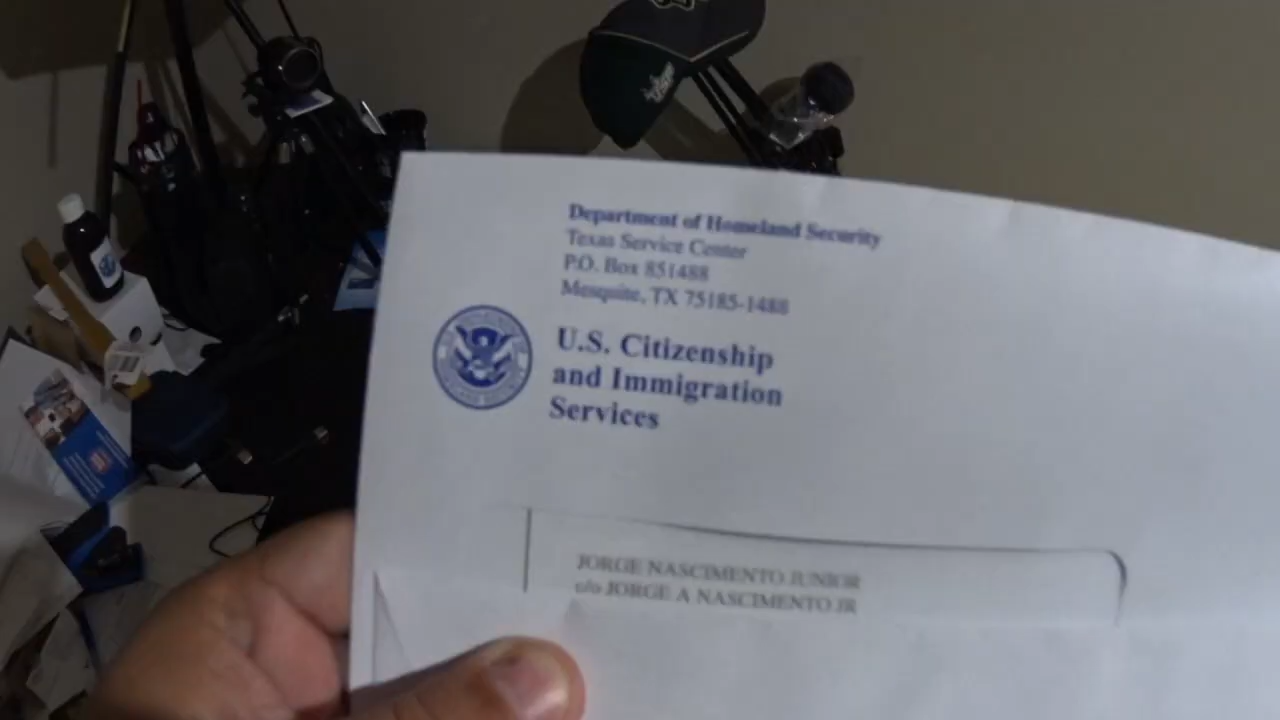 Department of Homeland Security
Texas Service Center
P.O. Box 851488
Mesquite, TX 75185-1488
U.S. Citizenship
and Immigration
Services
JORGE NASCIMENTO JUNIOR
c/o JORGE A NASCIMENTO JR